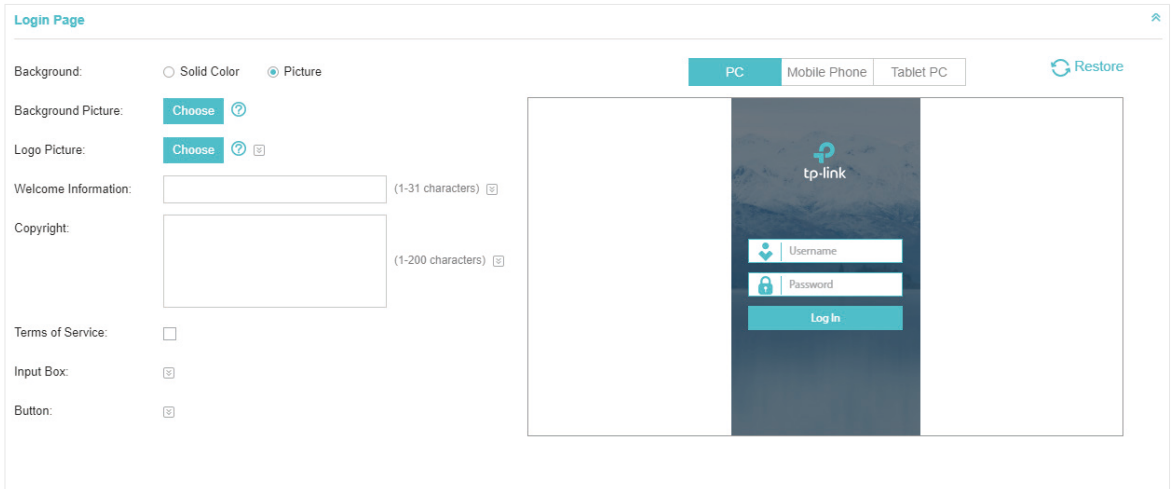 Login Page
Background: Solid Color Picture
Background Picture: Choose ?
Logo Picture: Choose ?
Welcome Information: (1-31 characters)
Copyright: (1-200 characters)
Terms of Service:
Input Box:
Button:
PC Mobile Phone Tablet PC Restore
tp-link
Username
Password
Log In